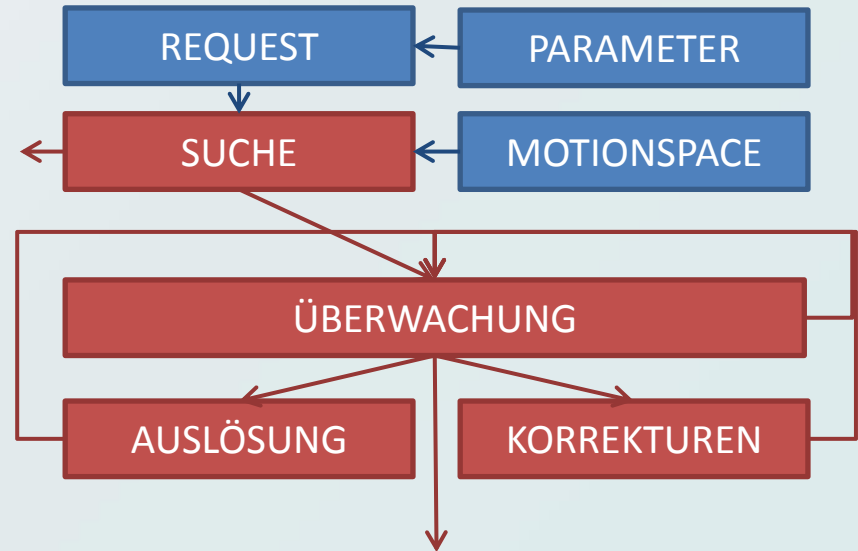 REQUEST
PARAMETER
SUCHE
MOTIONSPACE
ÜBERWACHUNG
AUSLÖSUNG
KORREKTUREN